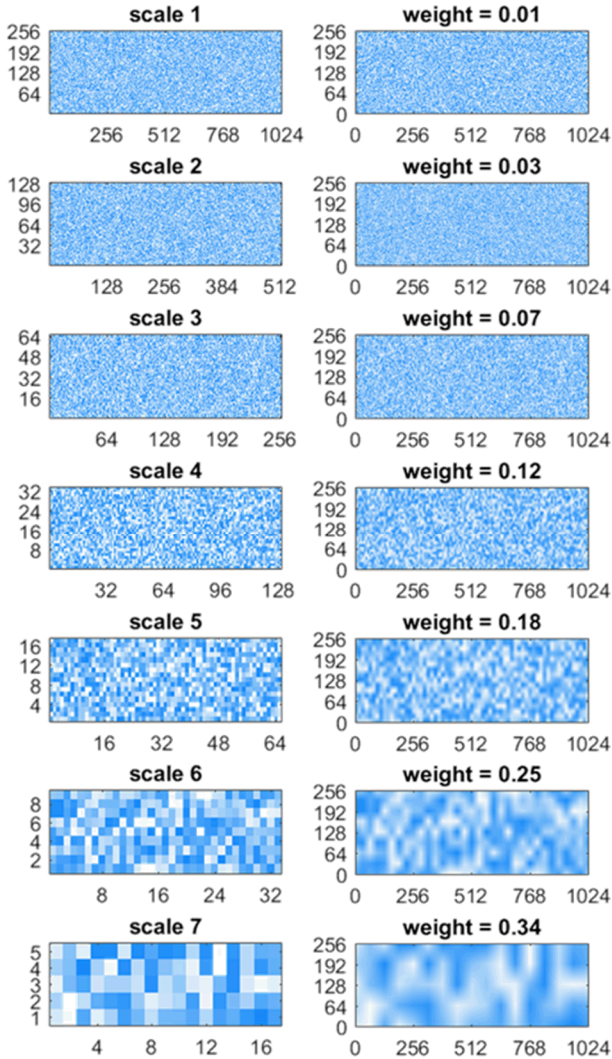 scale 1
256
192
128
64
256 512 768 1024
weight = 0.01
256
192
128
64
0
0 256 512 768 1024
scale 2
128
96
64
32
128 256 384 512
weight = 0.03
256
192
128
64
0
0 256 512 768 1024
scale 3
64
48
32
16
64 128 192 256
weight = 0.07
256
192
128
64
0
0 256 512 768 1024
scale 4
32
24
16
8
32 64 96 128
weight = 0.12
256
192
128
64
0
0 256 512 768 1024
scale 5
16
12
8
4
16 32 48 64
weight = 0.18
256
192
128
64
0
0 256 512 768 1024
scale 6
8
6
4
2
8 16 24 32
weight = 0.25
256
192
128
64
0
0 256 512 768 1024
scale 7
5
4
3
2
1
4 8 12 16
weight = 0.34
256
192
128
64
0
0 256 512 768 1024